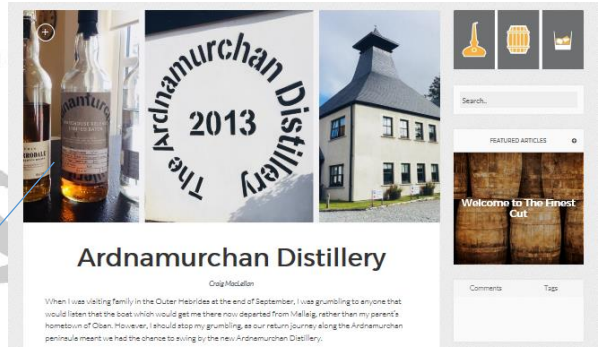 The Ardnamurchan Distillery
2013
Search..
FEATURED ARTICLES
Welcome to The Finest
Cut
Ardnamurchan Distillery
Craig MacLellan
When I was visiting family in the Outer Hebrides at the end of September, I was grumbling to anyone that
would listen that the boat which would get me there now departed from Mallaig, rather than my parent's
hometown of Oban. However, I should stop my grumbling, as our return journey along the Ardnamurchan
peninsula meant we had the chance to swing by the new Ardnamurchan Distillery.
Comments
Tags